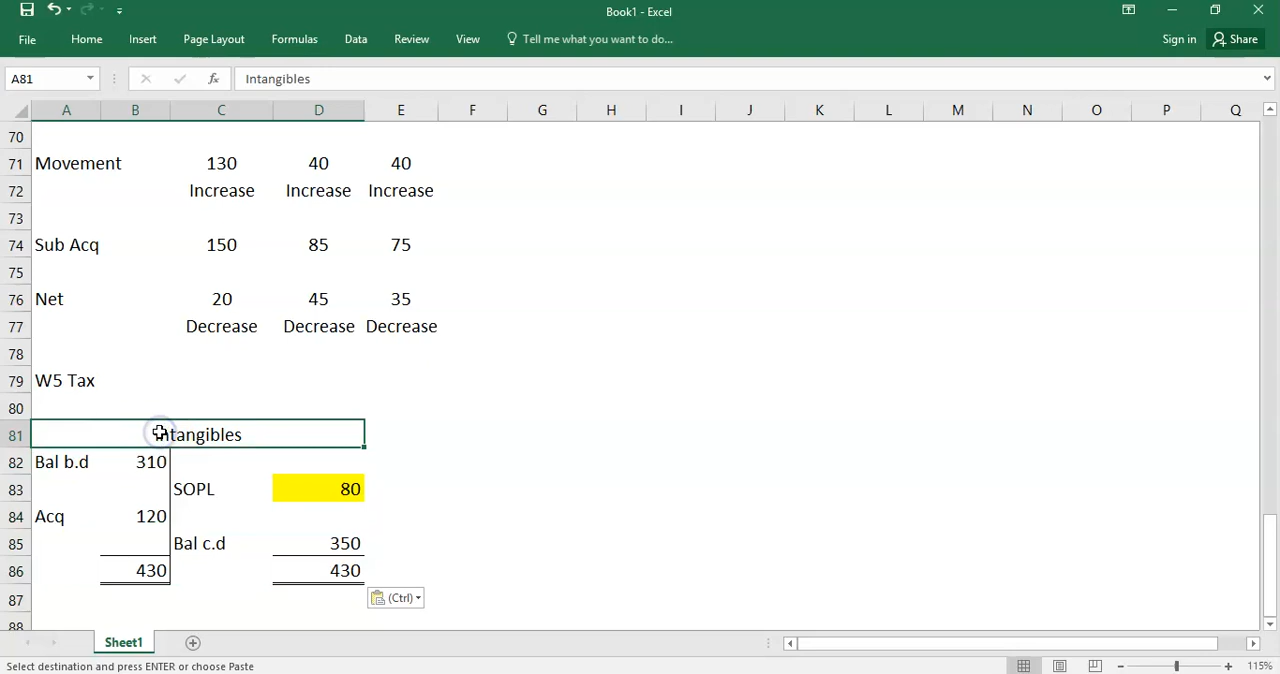 Book1 - Excel
File Home Insert Page Layout Formulas Data Review View Tell me what you want to do... Sign in Share
A81 fx Intangibles
A B C D E F G H I J K L M N O P Q
70
71 Movement 130 40 40
72 Increase Increase Increase
73
74 Sub Acq 150 85 75
75
76 Net 20 45 35
77 Decrease Decrease Decrease
78
79 W5 Tax
80
81 Intangibles
82 Bal b.d 310
83 SOPL 80
84 Acq 120
85 Bal c.d 350
86 430 430
87 (Ctrl)
88
Sheet1
Select destination and press ENTER or choose Paste 115%